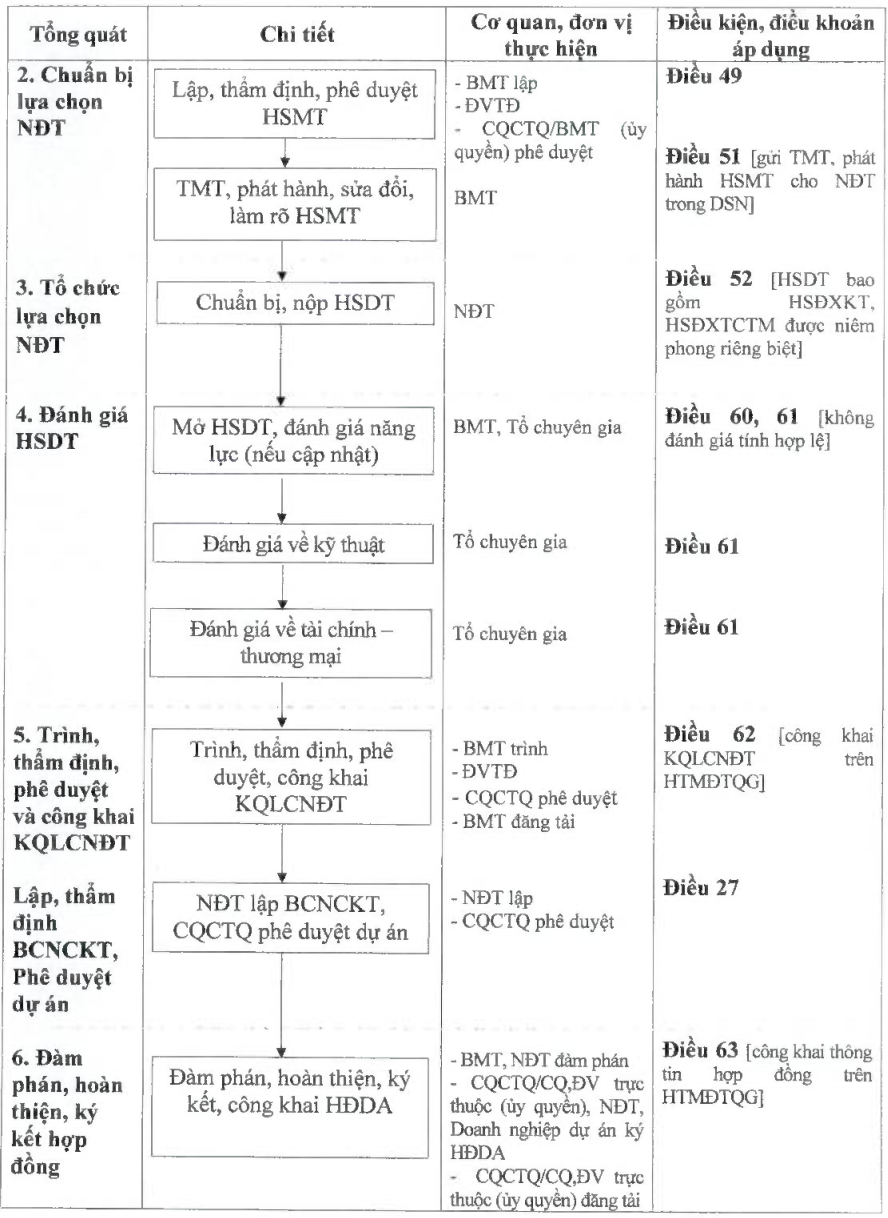 Tổng quát
Chi tiết
Cơ quan, đơn vị
thực hiện
Điều kiện, điều khoản
áp dụng
2. Chuẩn bị
lựa chọn
NĐT
Lập, thẩm định, phê duyệt
HSMT
- BMT lập
- ĐVTĐ
- CQCTQ/BMT (ủy
quyền) phê duyệt
Điều 49
TMT, phát hành, sửa đổi,
làm rõ HSMT
BMT
Điều 51 [gửi TMT, phát
hành HSMT cho NĐT
trong DSN]
3. Tổ chức
lựa chọn
NĐT
Chuẩn bị, nộp HSDT
NĐT
Điều 52 [HSDT bao
gồm HSĐXKT,
HSĐXTCTM được niêm
phong riêng biệt]
4. Đánh giá
HSDT
Mở HSDT, đánh giá năng
lực (nếu cập nhật)
BMT, Tổ chuyên gia
Điều 60, 61 [không
đánh giá tính hợp lệ]
Đánh giá về kỹ thuật
Tổ chuyên gia
Điều 61
Đánh giá về tài chính –
thương mại
Tổ chuyên gia
Điều 61
5. Trình,
thẩm định,
phê duyệt
và công khai
KQLCNĐT
Trình, thẩm định, phê
duyệt, công khai
KQLCNĐT
- BMT trình
- ĐVTĐ
- CQCTQ phê duyệt
- BMT đăng tải
Điều 62 [công khai
KQLCNĐT trên
HTMĐTQG]
Lập, thẩm
định
BCNCKT,
Phê duyệt
dự án
NĐT lập BCNCKT,
CQCTQ phê duyệt dự án
- NĐT lập
- CQCTQ phê duyệt
Điều 27
6. Đàm
phán, hoàn
thiện, ký
kết hợp
đồng
Đàm phán, hoàn thiện, ký
kết, công khai HĐDA
- BMT, NĐT đàm phán
- CQCTQ/CQ,ĐV trực
thuộc (ủy quyền), NĐT,
Doanh nghiệp dự án ký
HĐDA
- CQCTQ/CQ,ĐV trực
thuộc (ủy quyền) đăng tải
Điều 63 [công khai thông
tin hợp đồng trên
HTMĐTQG]